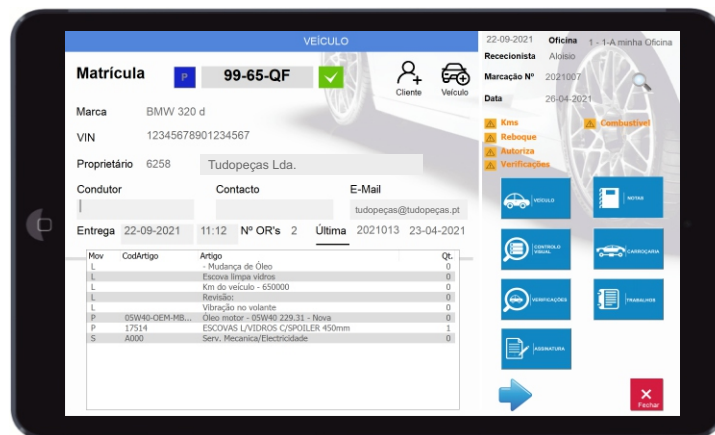 VEÍCULO
Matrícula P 99-65-QF
Cliente Veículo
Marca BMW 320 d
VIN 12345678901234567
Proprietário 6258 Tudopeças Lda.
Condutor Contacto E-Mail
tudopeças@tudopeças.pt
Entrega 22-09-2021 11:12 Nº OR's 2 Última 2021013 23-04-2021
Mov CodArtigo Artigo Qt.
L - Mudança de Óleo 0
L Escova limpa vidros 0
L Km do veículo - 650000 0
L Revisão: 0
L Vibração no volante 0
P 05W40-OEM-MB... Óleo motor - 05W40 229.31 - Nova 0
P 17514 ESCOVAS L/VIDROS C/SPOILER 450mm 1
S A000 Serv. Mecanica/Electricidade 0
22-09-2021 Oficina 1 - 1-A minha Oficina
Rececionista Aloisio
Marcação Nº 2021007
Data 26-04-2021
Kms Combustivel
Reboque
Autoriza
Verificações
VEÍCULO NOTAS
CONTROLO VISUAL CARROÇARIA
VERIFICAÇÕES TRABALHOS
ASSINATURA
Fechar